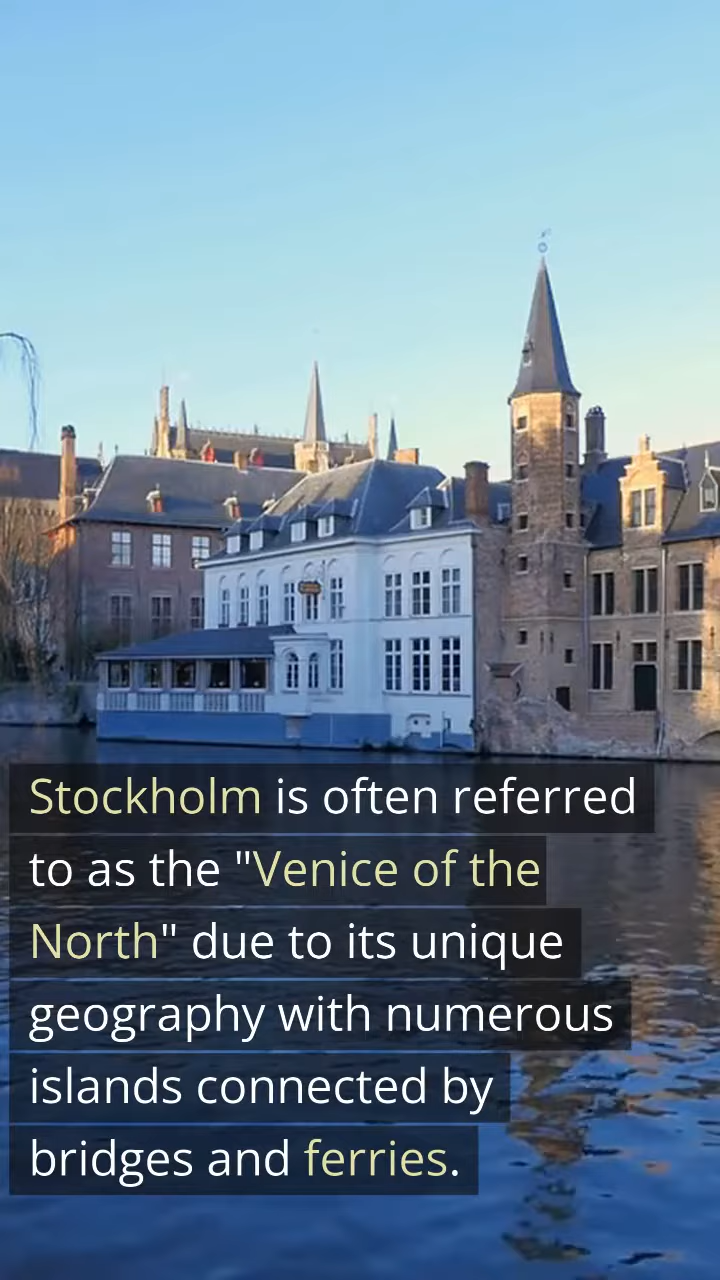 Stockholm is often referred
to as the "Venice of the
North" due to its unique
geography with numerous
islands connected by
bridges and ferries.